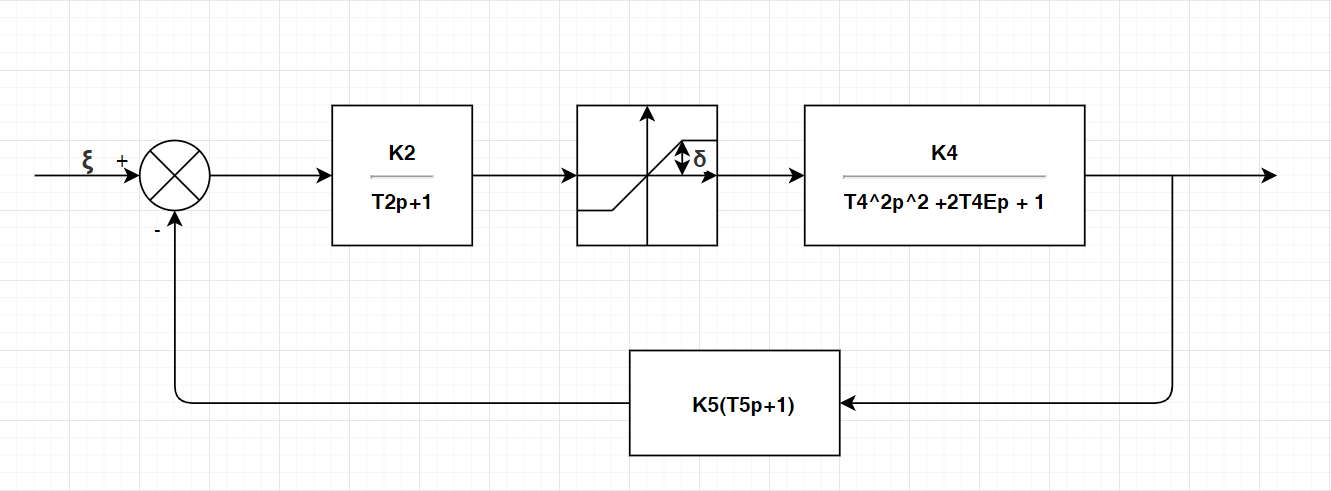 ξ
+
-
K2
T2p+1
δ
K4
T4^2p^2 +2T4Ep + 1
K5(T5p+1)